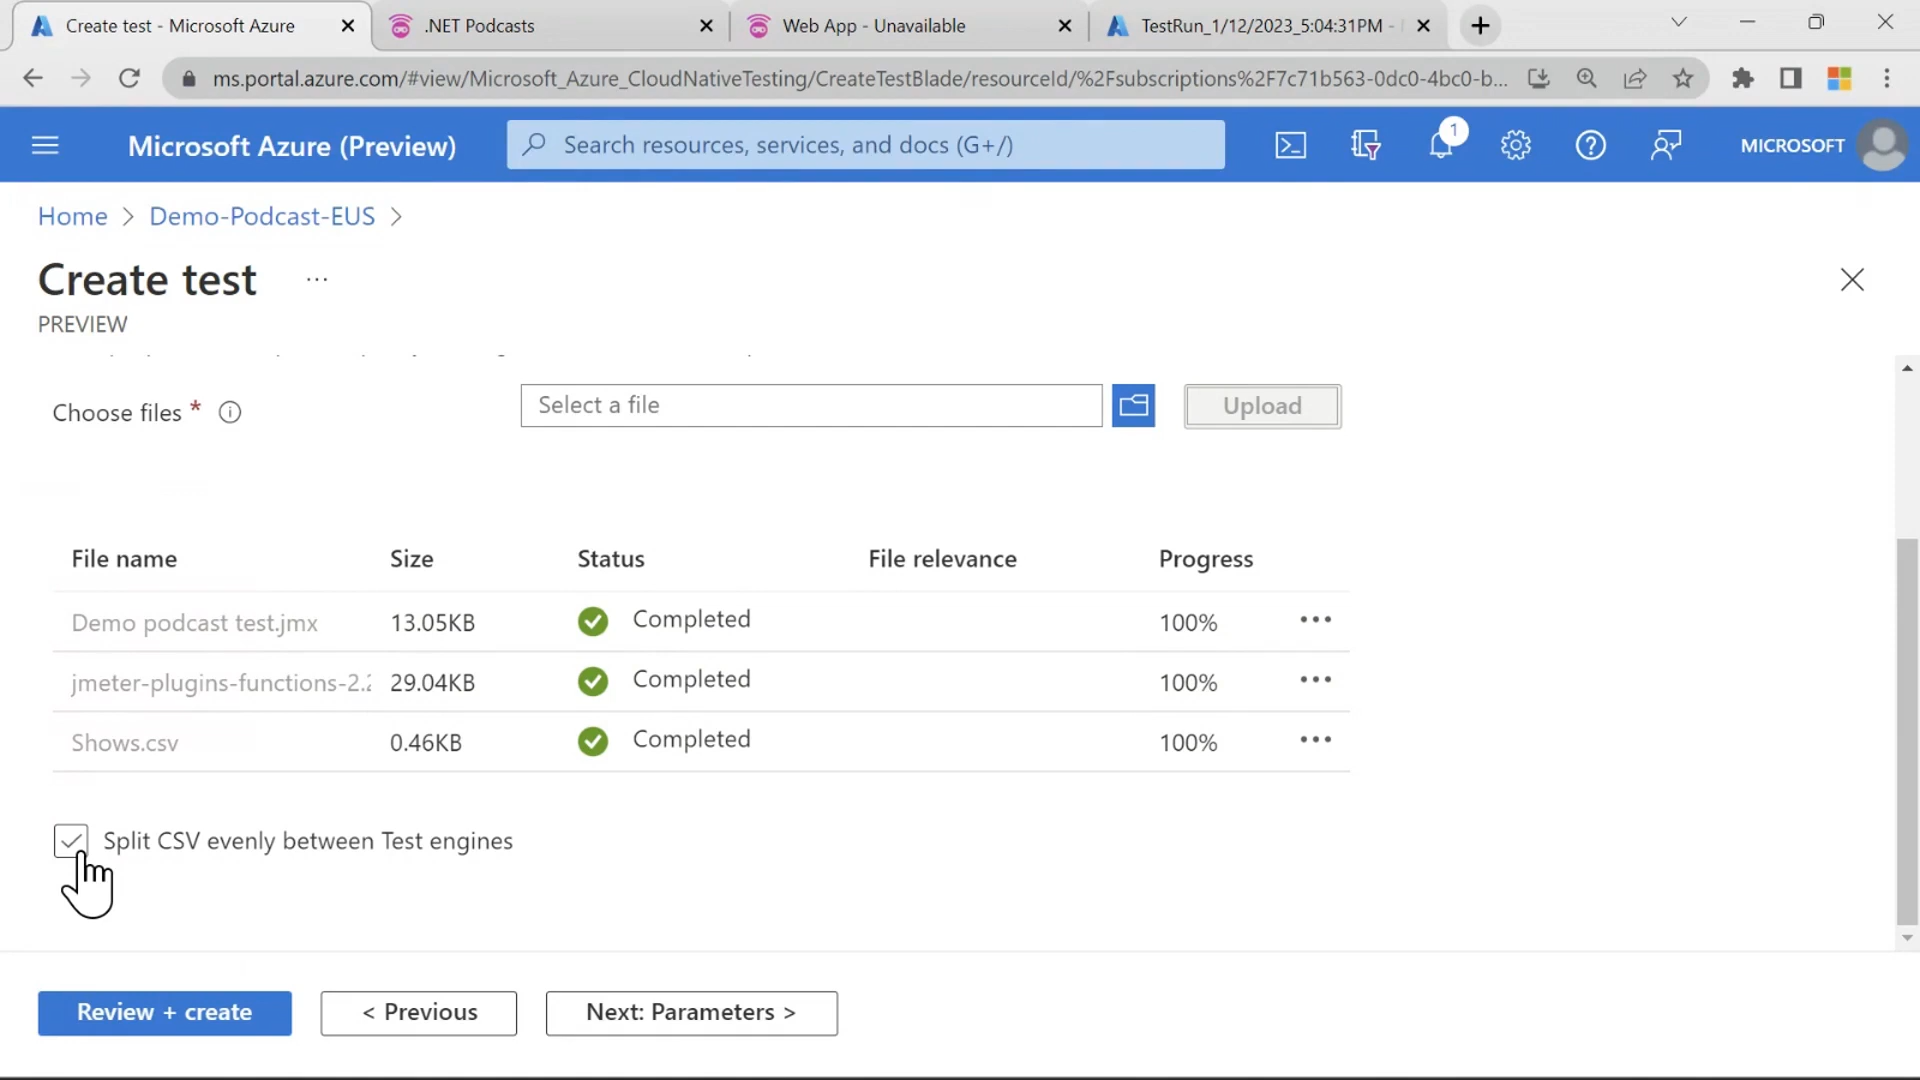 Create test - Microsoft Azure
.NET Podcasts
Web App - Unavailable
TestRun_1/12/2023_5:04:31PM -
ms.portal.azure.com/#view/Microsoft_Azure_CloudNativeTesting/CreateTestBlade/resourceId/%2Fsubscriptions%2F7c71b563-0dc0-4bc0-b...
Microsoft Azure (Preview)
Search resources, services, and docs (G+/)
1
MICROSOFT
Home > Demo-Podcast-EUS >
Create test ...
PREVIEW
Choose files *
Select a file
Upload
File name Size Status File relevance Progress
Demo podcast test.jmx 13.05KB Completed 100% ...
jmeter-plugins-functions-2.2 29.04KB Completed 100% ...
Shows.csv 0.46KB Completed 100% ...
Split CSV evenly between Test engines
Review + create
< Previous
Next: Parameters >